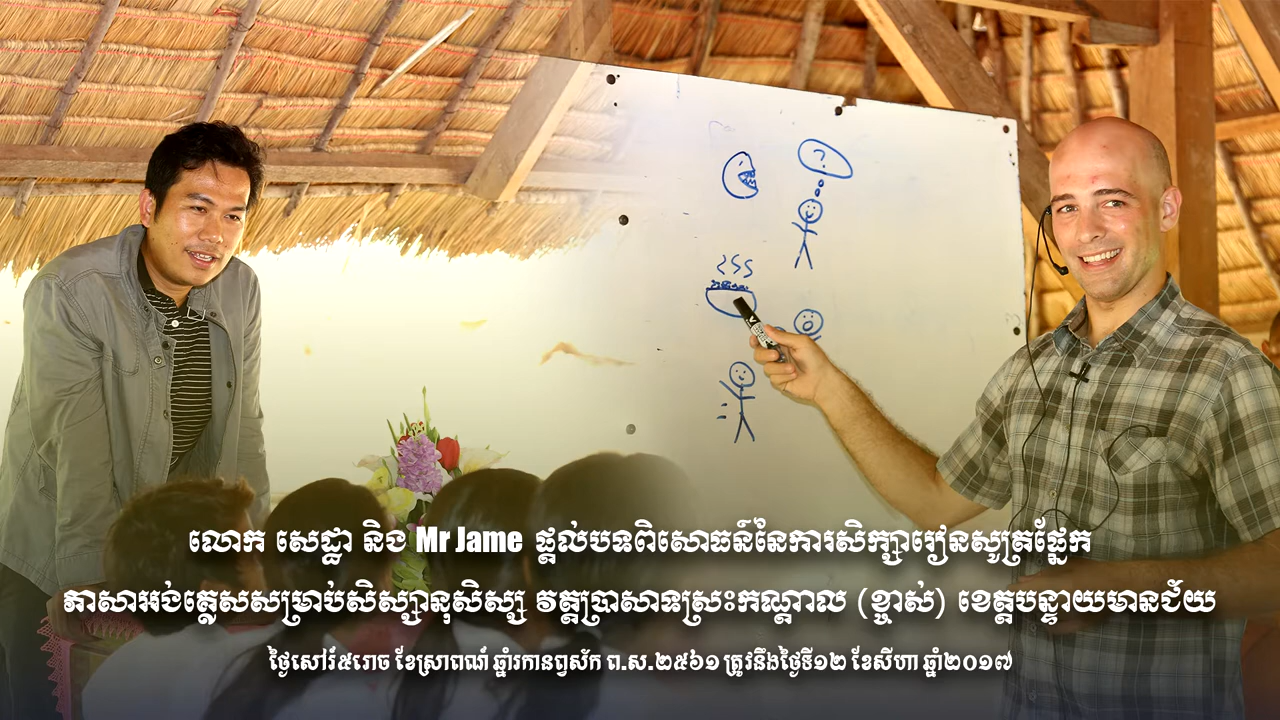 ?
លោក សេដ្ឋា និង Mr Jame ផ្តល់បទពិសោធន៍នៃការសិក្សារៀនសូត្រផ្នែក
ភាសាអង់គ្លេសសម្រាប់សិស្សានុសិស្ស វត្តប្រាសាទស្រះកណ្តាល (ខ្ចាស់) ខេត្តបន្ទាយមានជ័យ
ថ្ងៃសៅរ៍៥រោច ខែស្រាពណ៍ ឆ្នាំរកានព្វស័ក ព.ស.២៥៦១ ត្រូវនឹងថ្ងៃទី១២ ខែសីហា ឆ្នាំ២០១៧